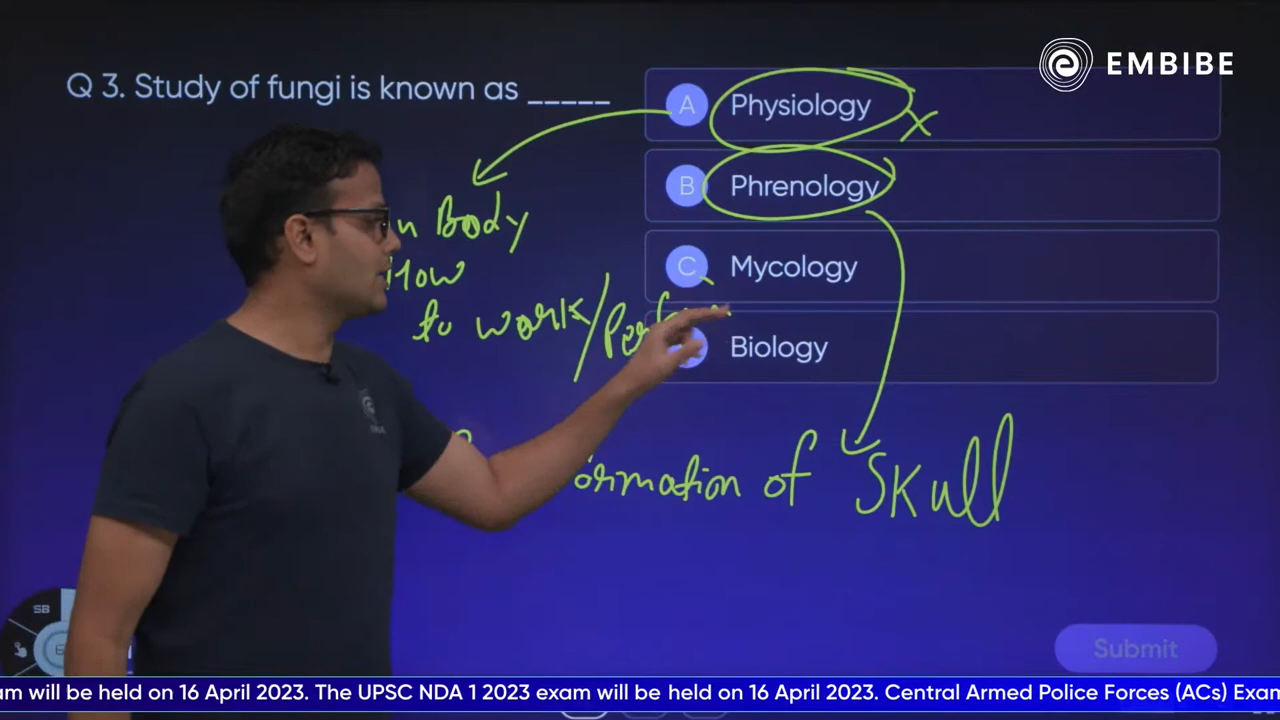 EMBIBE
Q 3. Study of fungi is known as _____
A Physiology
B Phrenology
C Mycology
Biology
Body
How
to work/
formation of Skull
SB
Submit
am will be held on 16 April 2023. The UPSC NDA 1 2023 exam will be held on 16 April 2023. Central Armed Police Forces (ACs) Exam